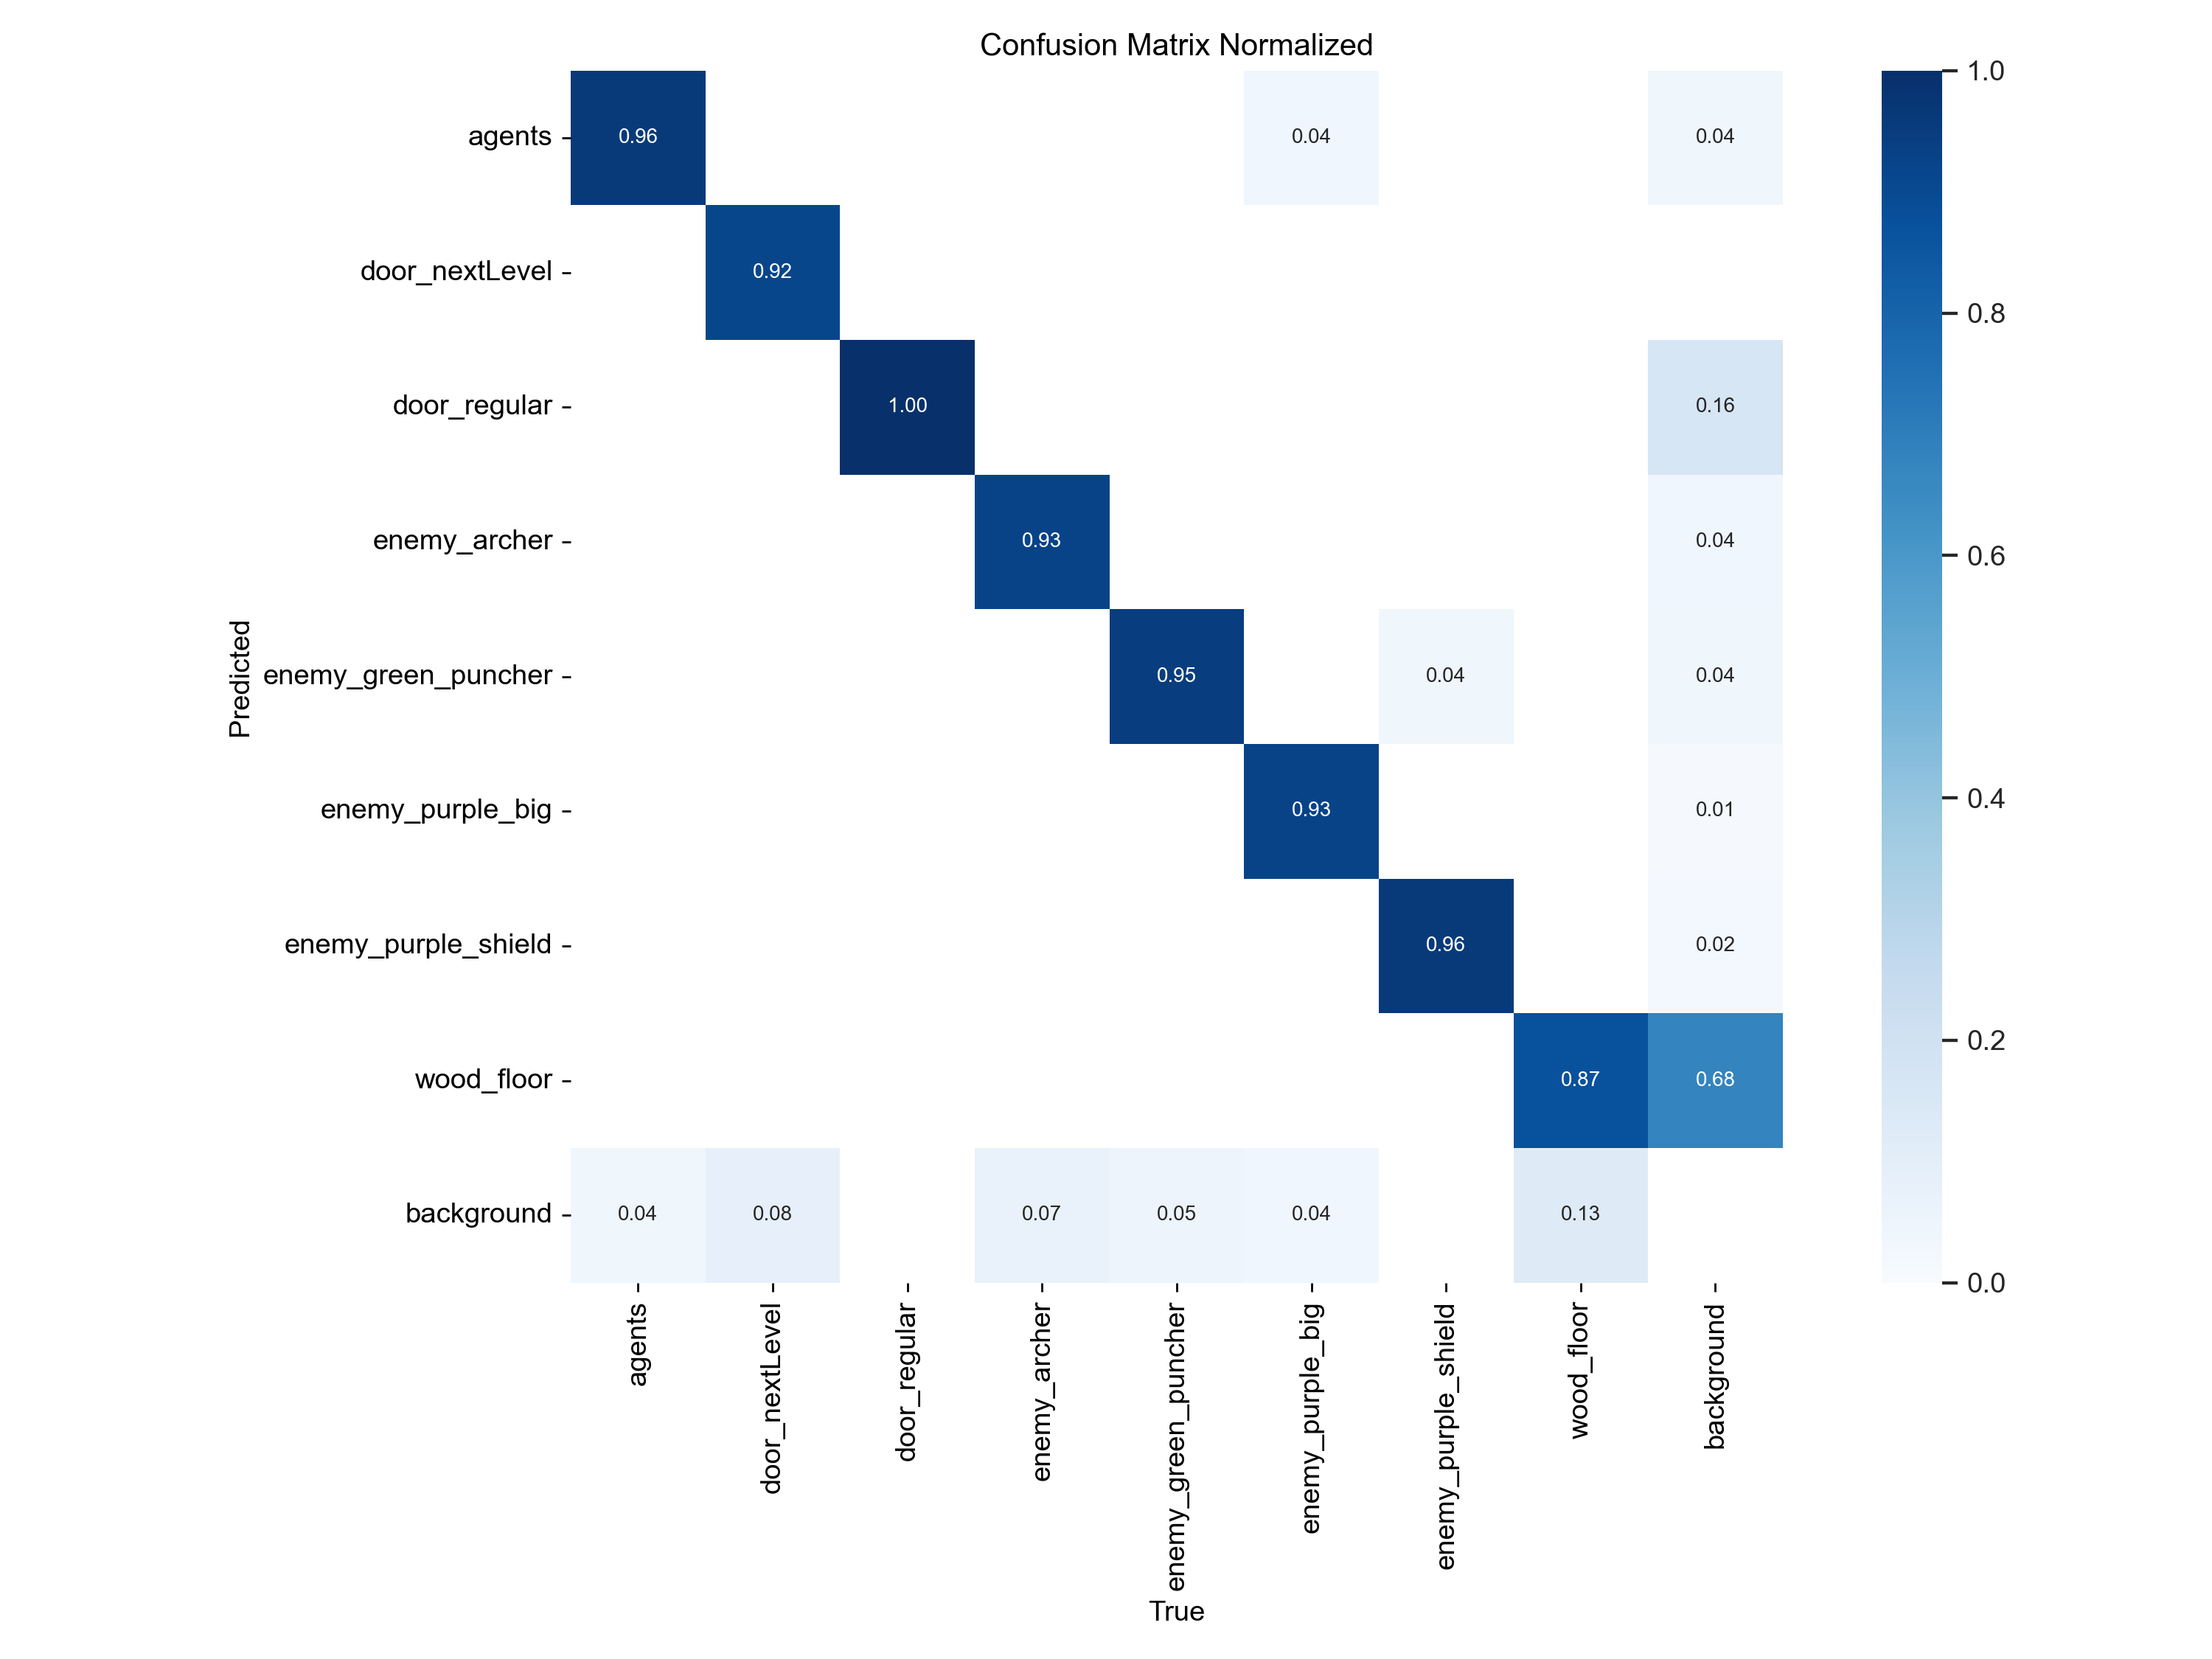 Confusion Matrix Normalized
agents
0.96
0.04
0.04
door_nextLevel
0.92
door_regular
1.00
0.16
enemy_archer
0.93
0.04
enemy_green_puncher
0.95
0.04
0.04
enemy_purple_big
0.93
0.01
enemy_purple_shield
0.96
0.02
wood_floor
0.87
0.68
background
0.04
0.08
0.07
0.05
0.04
0.13
Predicted
agents
door_nextLevel
door_regular
enemy_archer
enemy_green_puncher
enemy_purple_big
enemy_purple_shield
wood_floor
background
True
1.0
0.8
0.6
0.4
0.2
0.0